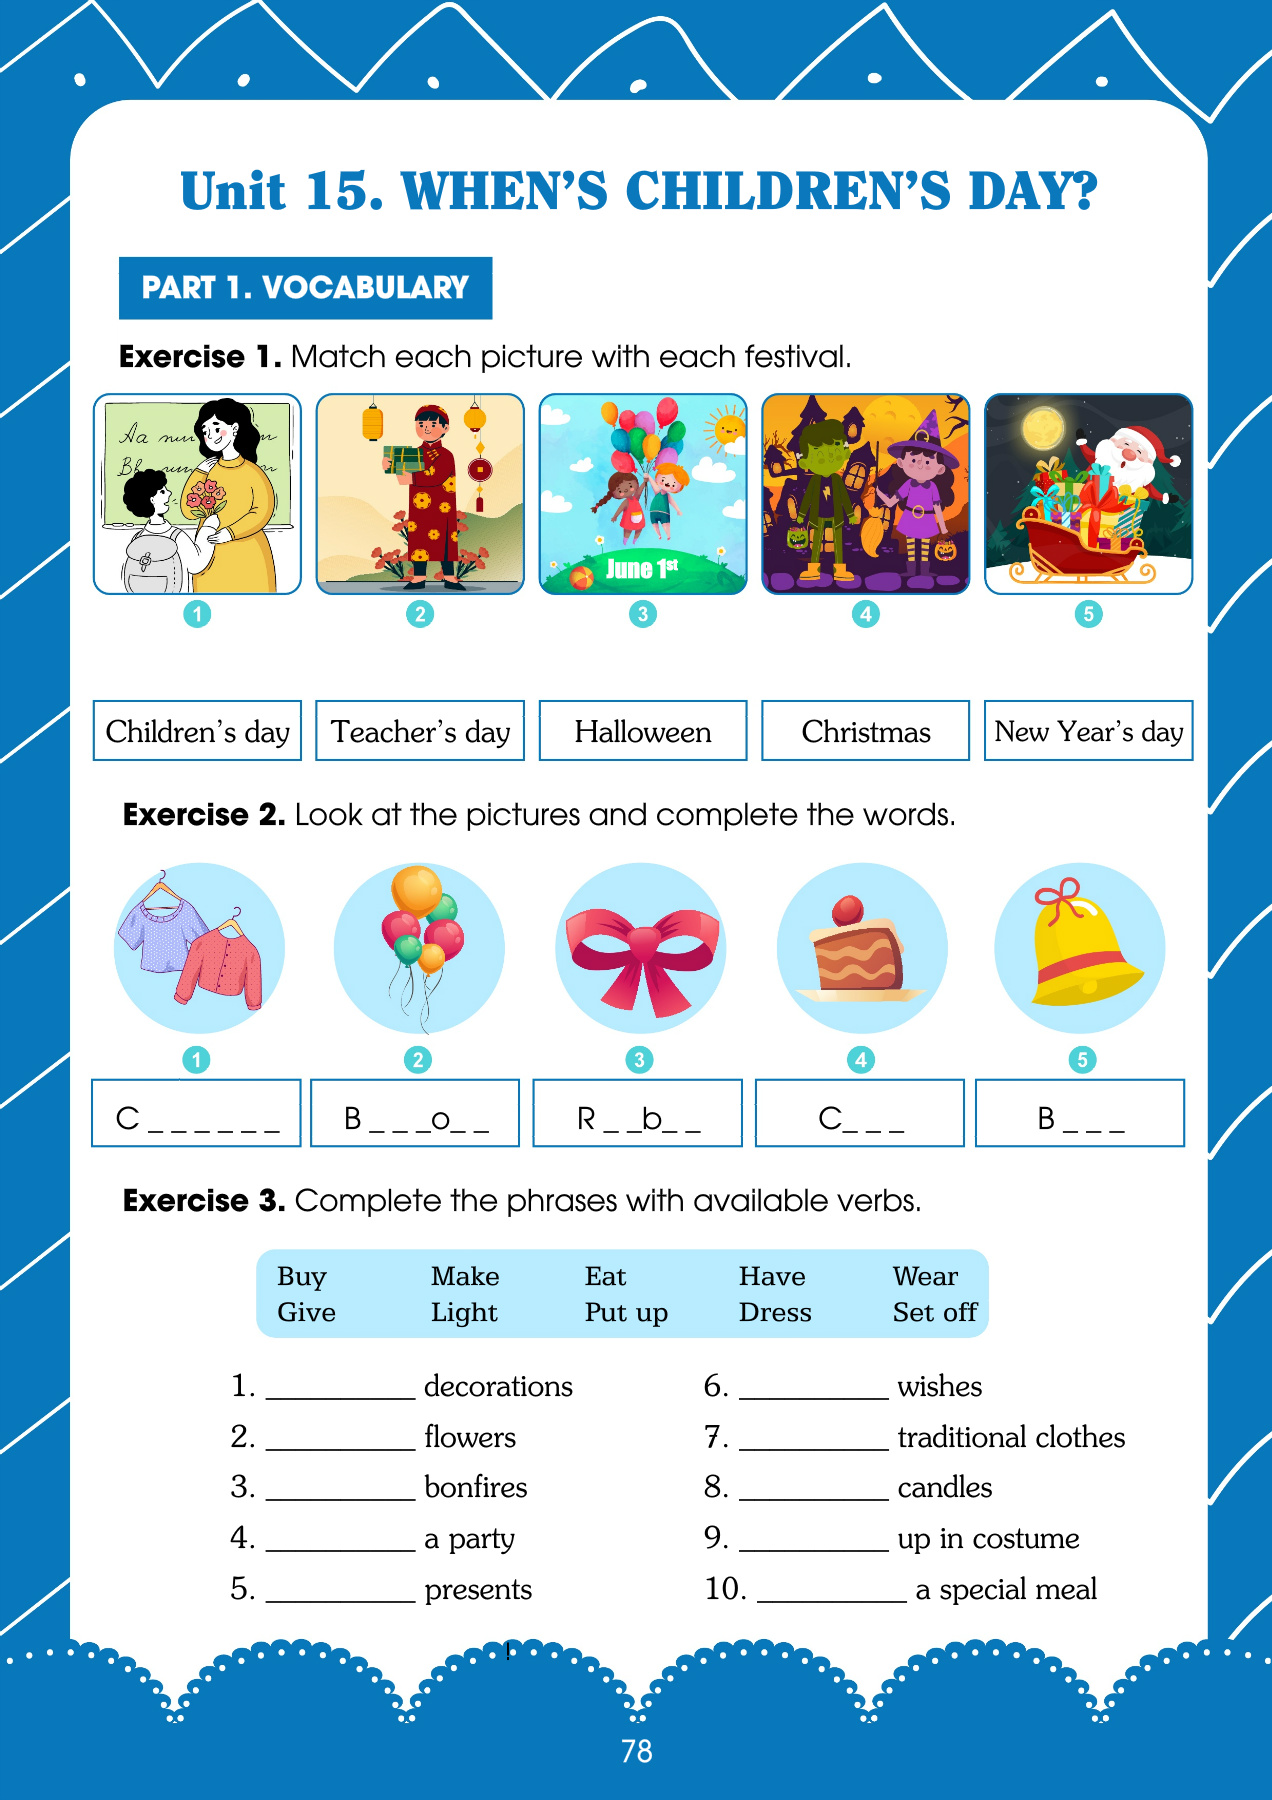 Unit 15. WHEN'S CHILDREN'S DAY?
PART 1. VOCABULARY
Exercise 1. Match each picture with each festival.
Aa
Bb
June 1st
1 2 3 4 5
Children's day Teacher's day Halloween Christmas New Year's day
Exercise 2. Look at the pictures and complete the words.
1 2 3 4 5
C _ _ _ _ _ _ B _ _ _o_ _ R _ _b_ _ C_ _ _ B _ _ _
Exercise 3. Complete the phrases with available verbs.
Buy Make Eat Have Wear
Give Light Put up Dress Set off
1. __________ decorations
2. __________ flowers
3. __________ bonfires
4. __________ a party
5. __________ presents
6. __________ wishes
7. __________ traditional clothes
8. __________ candles
9. __________ up in costume
10. __________ a special meal
!
78